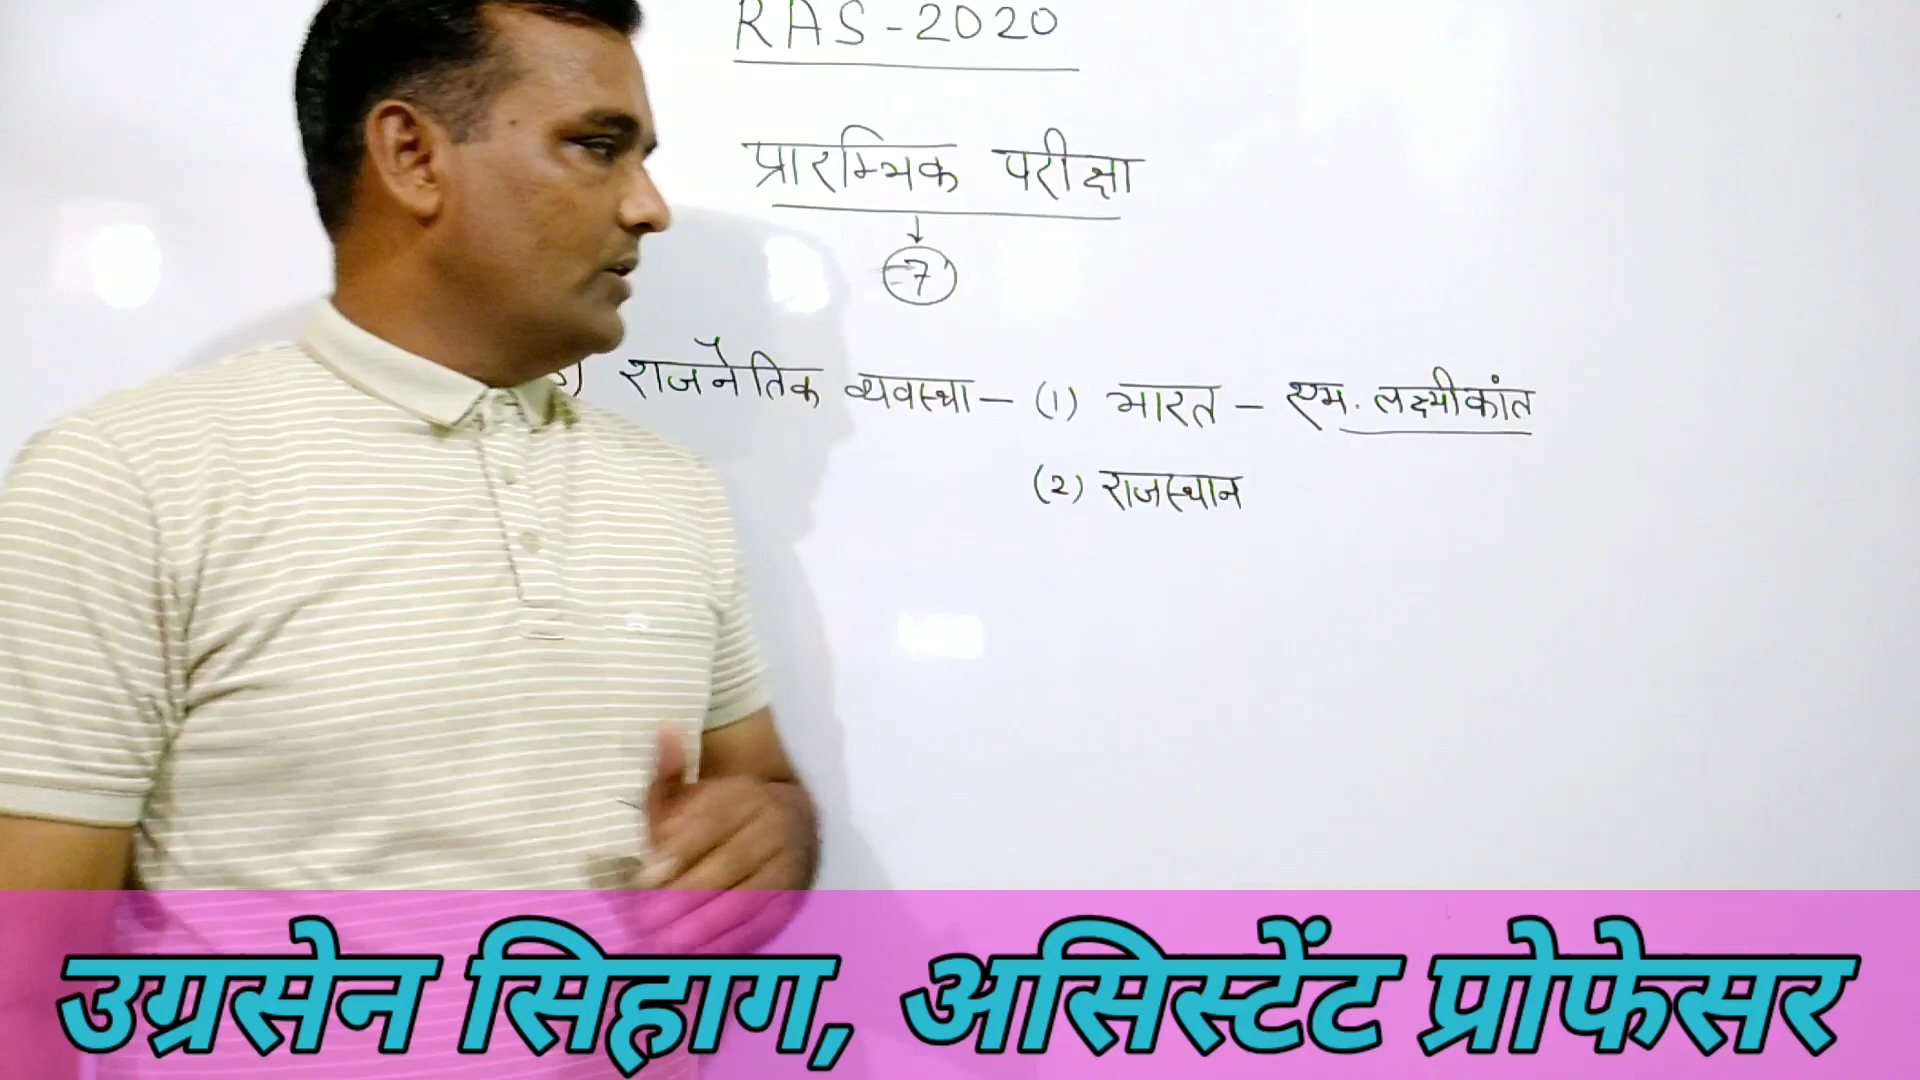 RAS-2020
प्रारम्भिक परीक्षा
7
राजनैतिक व्यवस्था - (1) भारत - एम. लक्ष्मीकांत
(2) राजस्थान
उग्रसेन सिहाग, असिस्टेंट प्रोफेसर